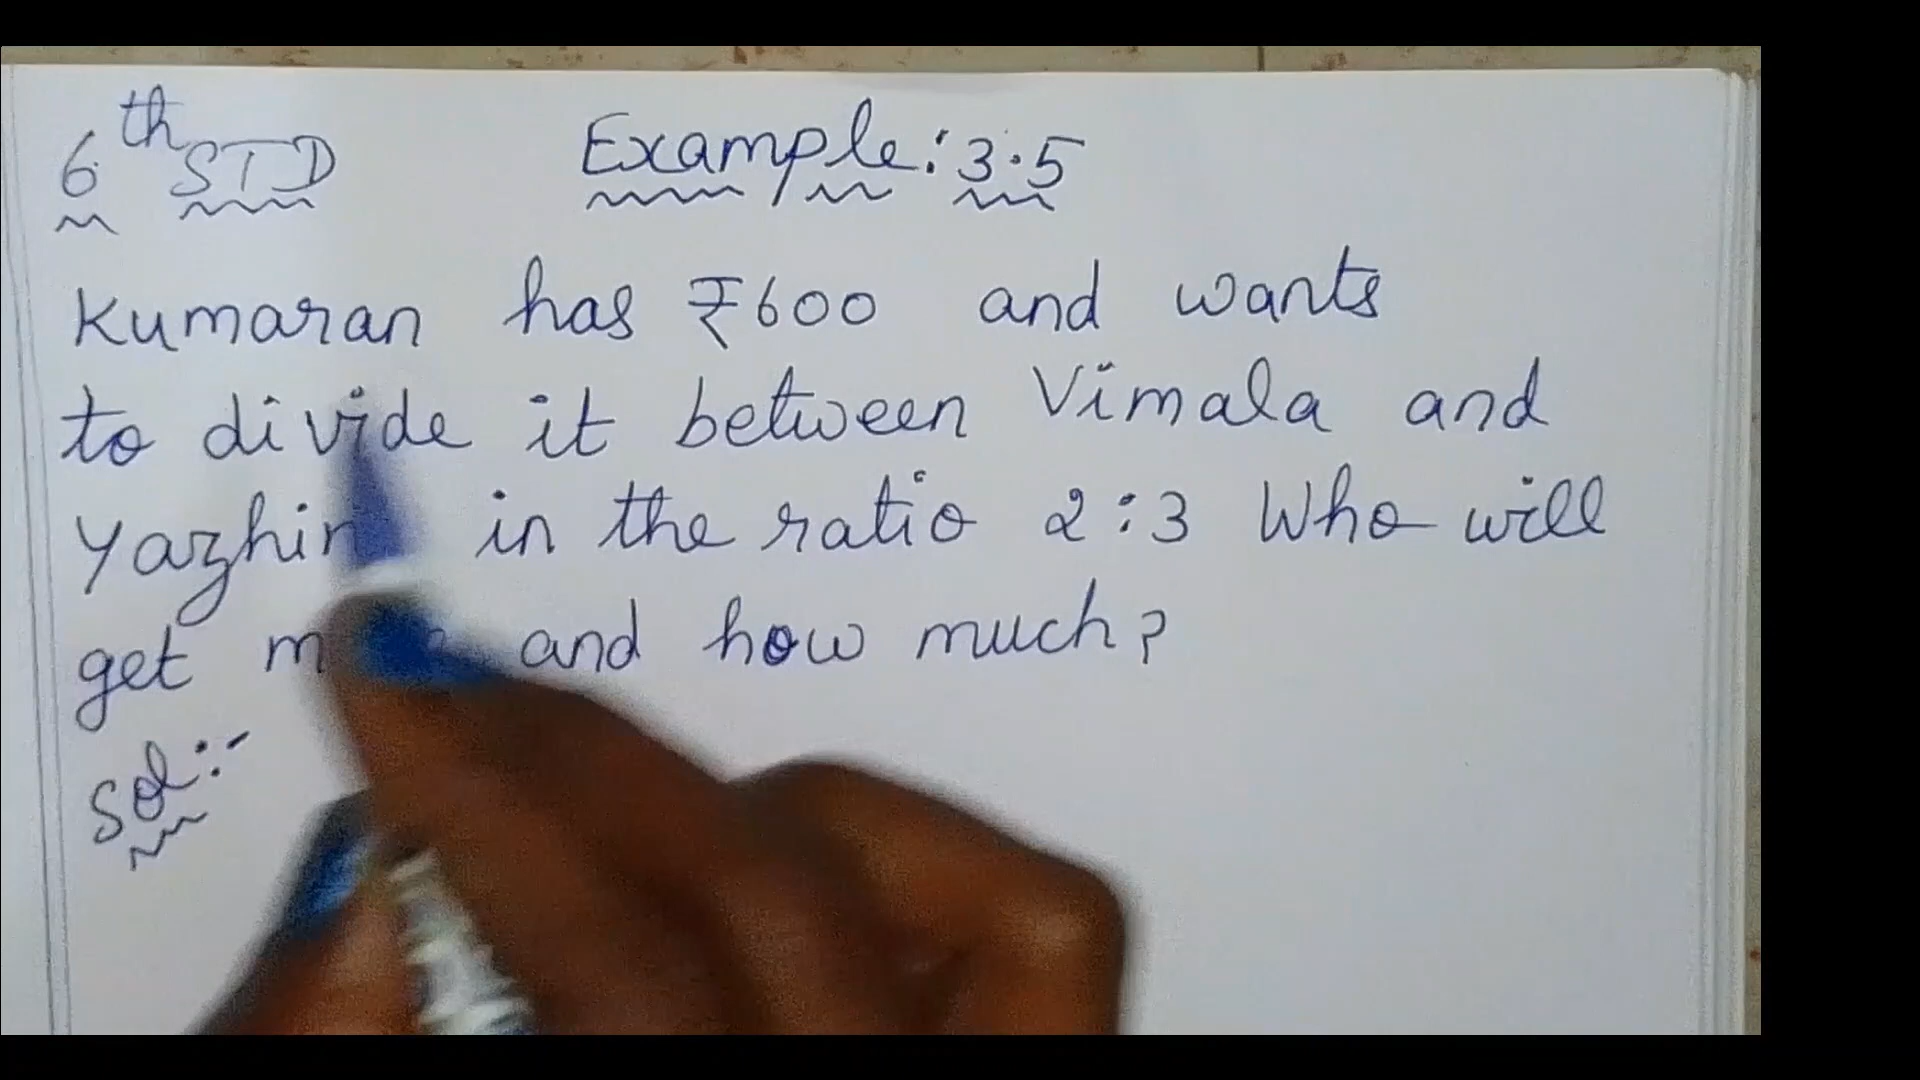 6th STD Example: 3.5
Kumaran has ₹600 and wants
to divide it between Vimala and
in the ratio 2:3 Who will
get and how much?
Sol:-